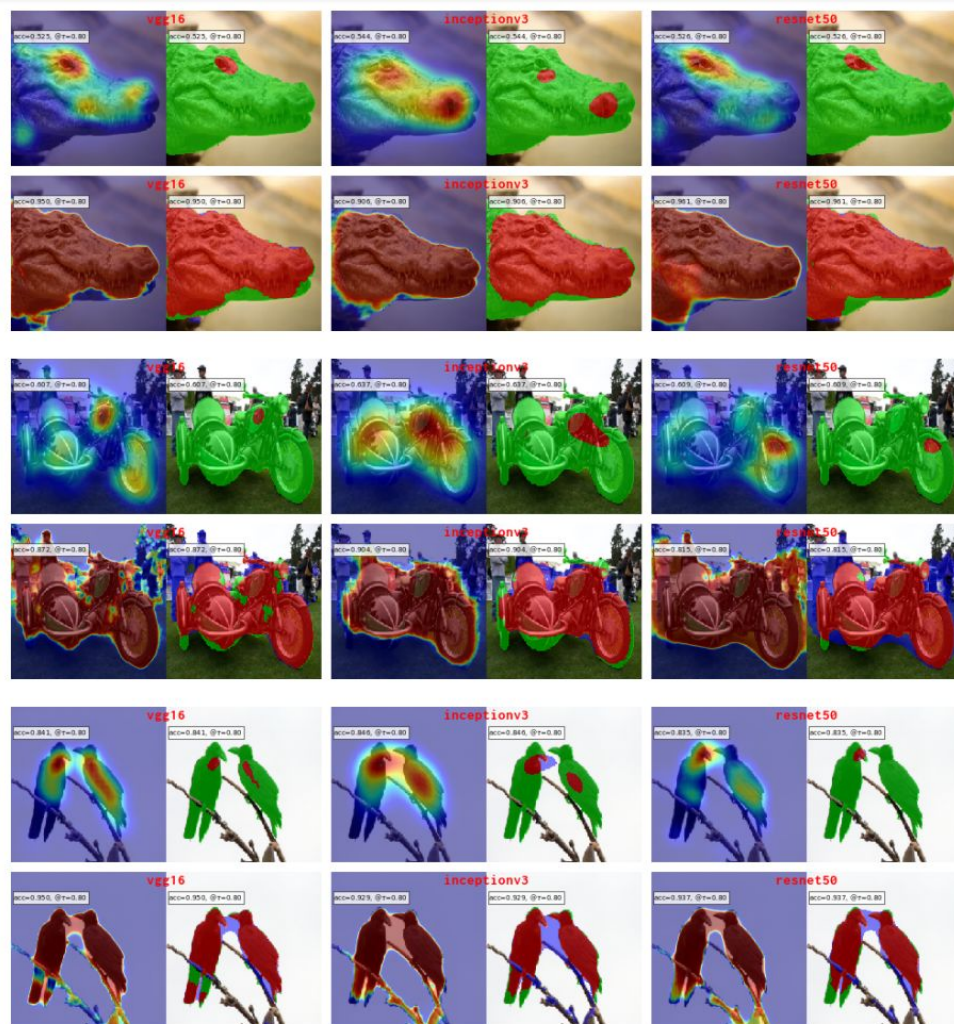 vgg16 inceptionv3 resnet50
acc=0.525, @τ=0.80 acc=0.525, @τ=0.80 acc=0.544, @τ=0.80 acc=0.544, @τ=0.80 acc=0.526, @τ=0.80 acc=0.526, @τ=0.80
vgg16 inceptionv3 resnet50
acc=0.950, @τ=0.80 acc=0.950, @τ=0.80 acc=0.906, @τ=0.80 acc=0.906, @τ=0.80 acc=0.961, @τ=0.80 acc=0.961, @τ=0.80
vgg16 inceptionv3 resnet50
acc=0.607, @τ=0.80 acc=0.607, @τ=0.80 acc=0.637, @τ=0.80 acc=0.637, @τ=0.80 acc=0.609, @τ=0.80 acc=0.609, @τ=0.80
vgg16 inceptionv3 resnet50
acc=0.872, @τ=0.80 acc=0.872, @τ=0.80 acc=0.904, @τ=0.80 acc=0.904, @τ=0.80 acc=0.815, @τ=0.80 acc=0.815, @τ=0.80
vgg16 inceptionv3 resnet50
acc=0.841, @τ=0.80 acc=0.841, @τ=0.80 acc=0.846, @τ=0.80 acc=0.846, @τ=0.80 acc=0.835, @τ=0.80 acc=0.835, @τ=0.80
vgg16 inceptionv3 resnet50
acc=0.950, @τ=0.80 acc=0.950, @τ=0.80 acc=0.929, @τ=0.80 acc=0.929, @τ=0.80 acc=0.937, @τ=0.80 acc=0.937, @τ=0.80